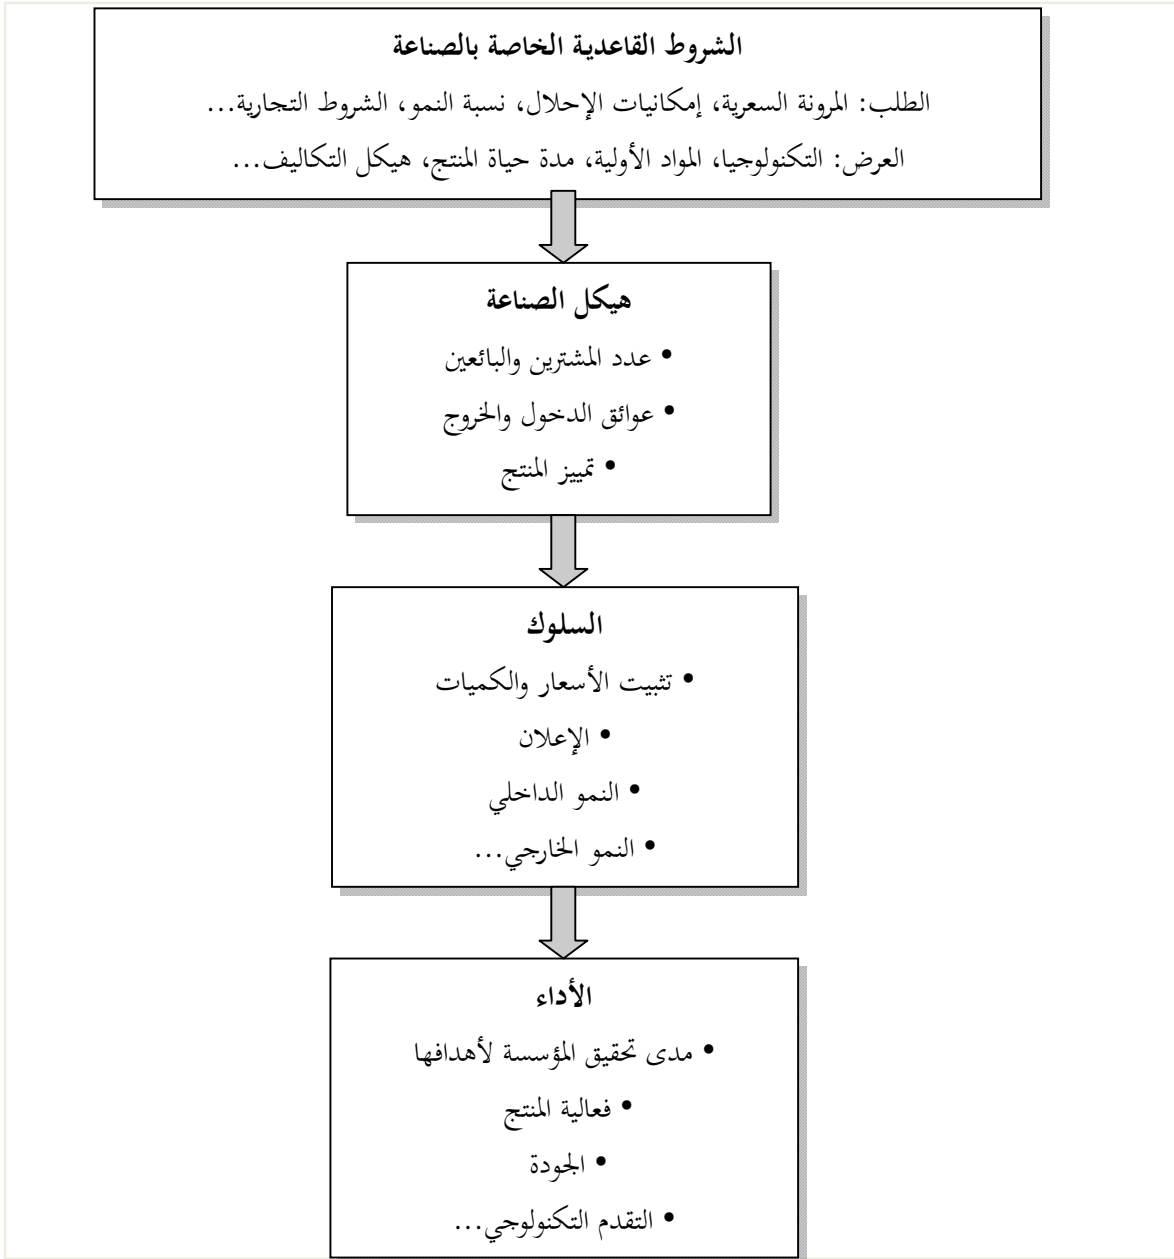 الشروط القاعدية الخاصة بالصناعة
الطلب: المرونة السعرية، إمكانيات الإحلال، نسبة النمو، الشروط التجارية...
العرض: التكنولوجيا، المواد الأولية، مدة حياة المنتج، هيكل التكاليف...
هيكل الصناعة
• عدد المشترين والبائعين
• عوائق الدخول والخروج
• تمييز المنتج
السلوك
• تثبيت الأسعار والكميات
• الإعلان
• النمو الداخلي
• النمو الخارجي...
الأداء
• مدى تحقيق المؤسسة لأهدافها
• فعالية المنتج
• الجودة
• التقدم التكنولوجي...